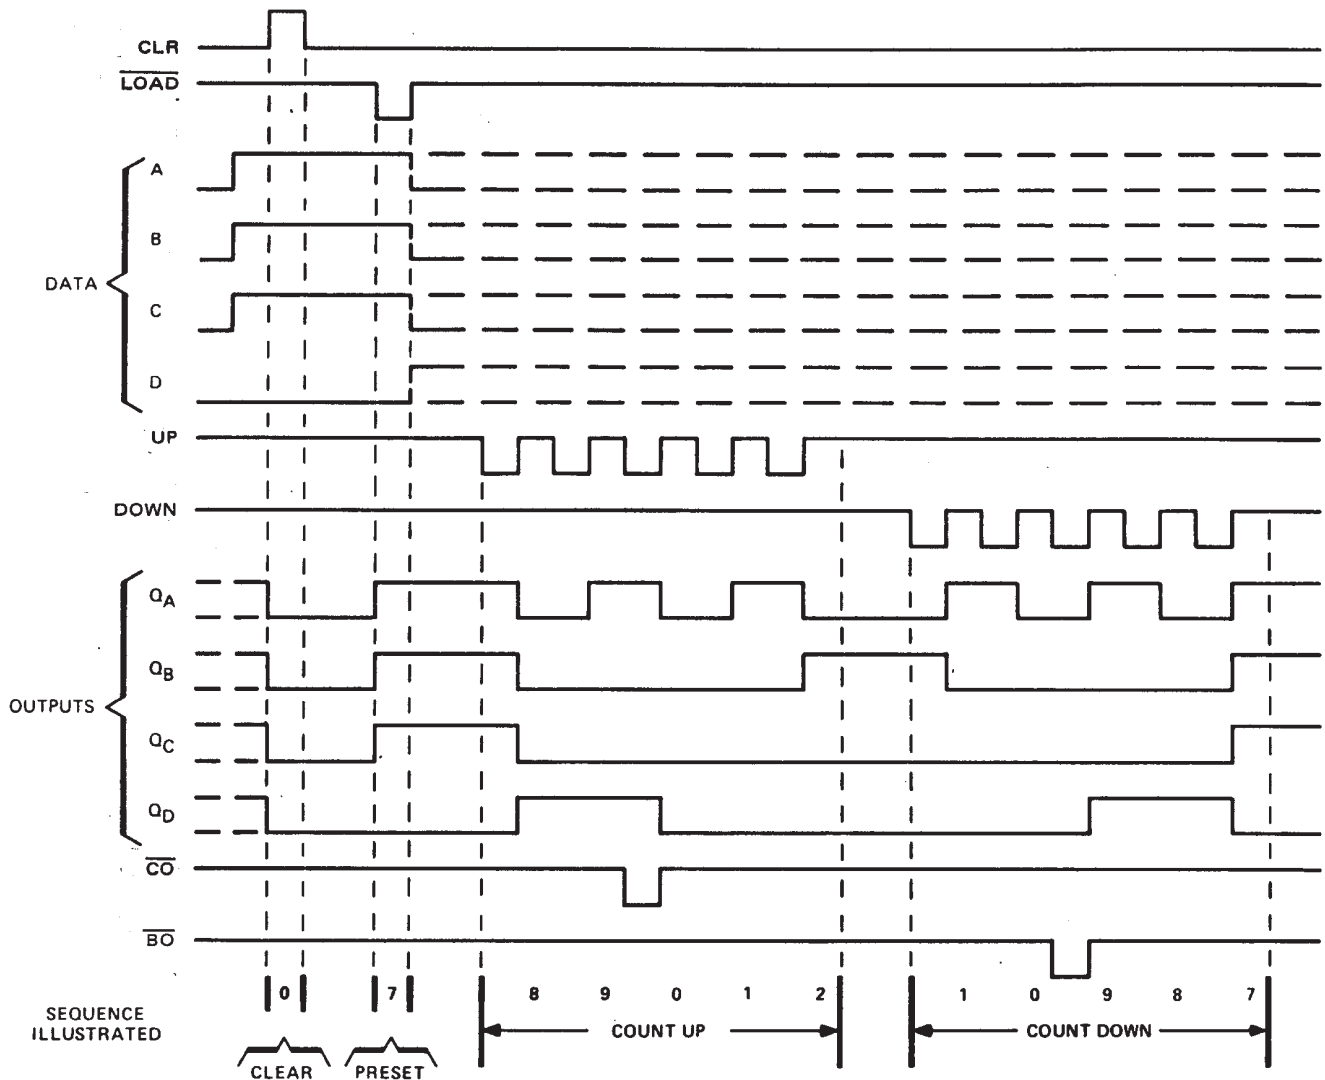 CLR
LOAD
DATA
A
B
C
D
UP
DOWN
OUTPUTS
QA
QB
QC
QD
CO
BO
SEQUENCE
ILLUSTRATED
0 7 8 9 0 1 2 1 0 9 8 7
COUNT UP COUNT DOWN
CLEAR PRESET